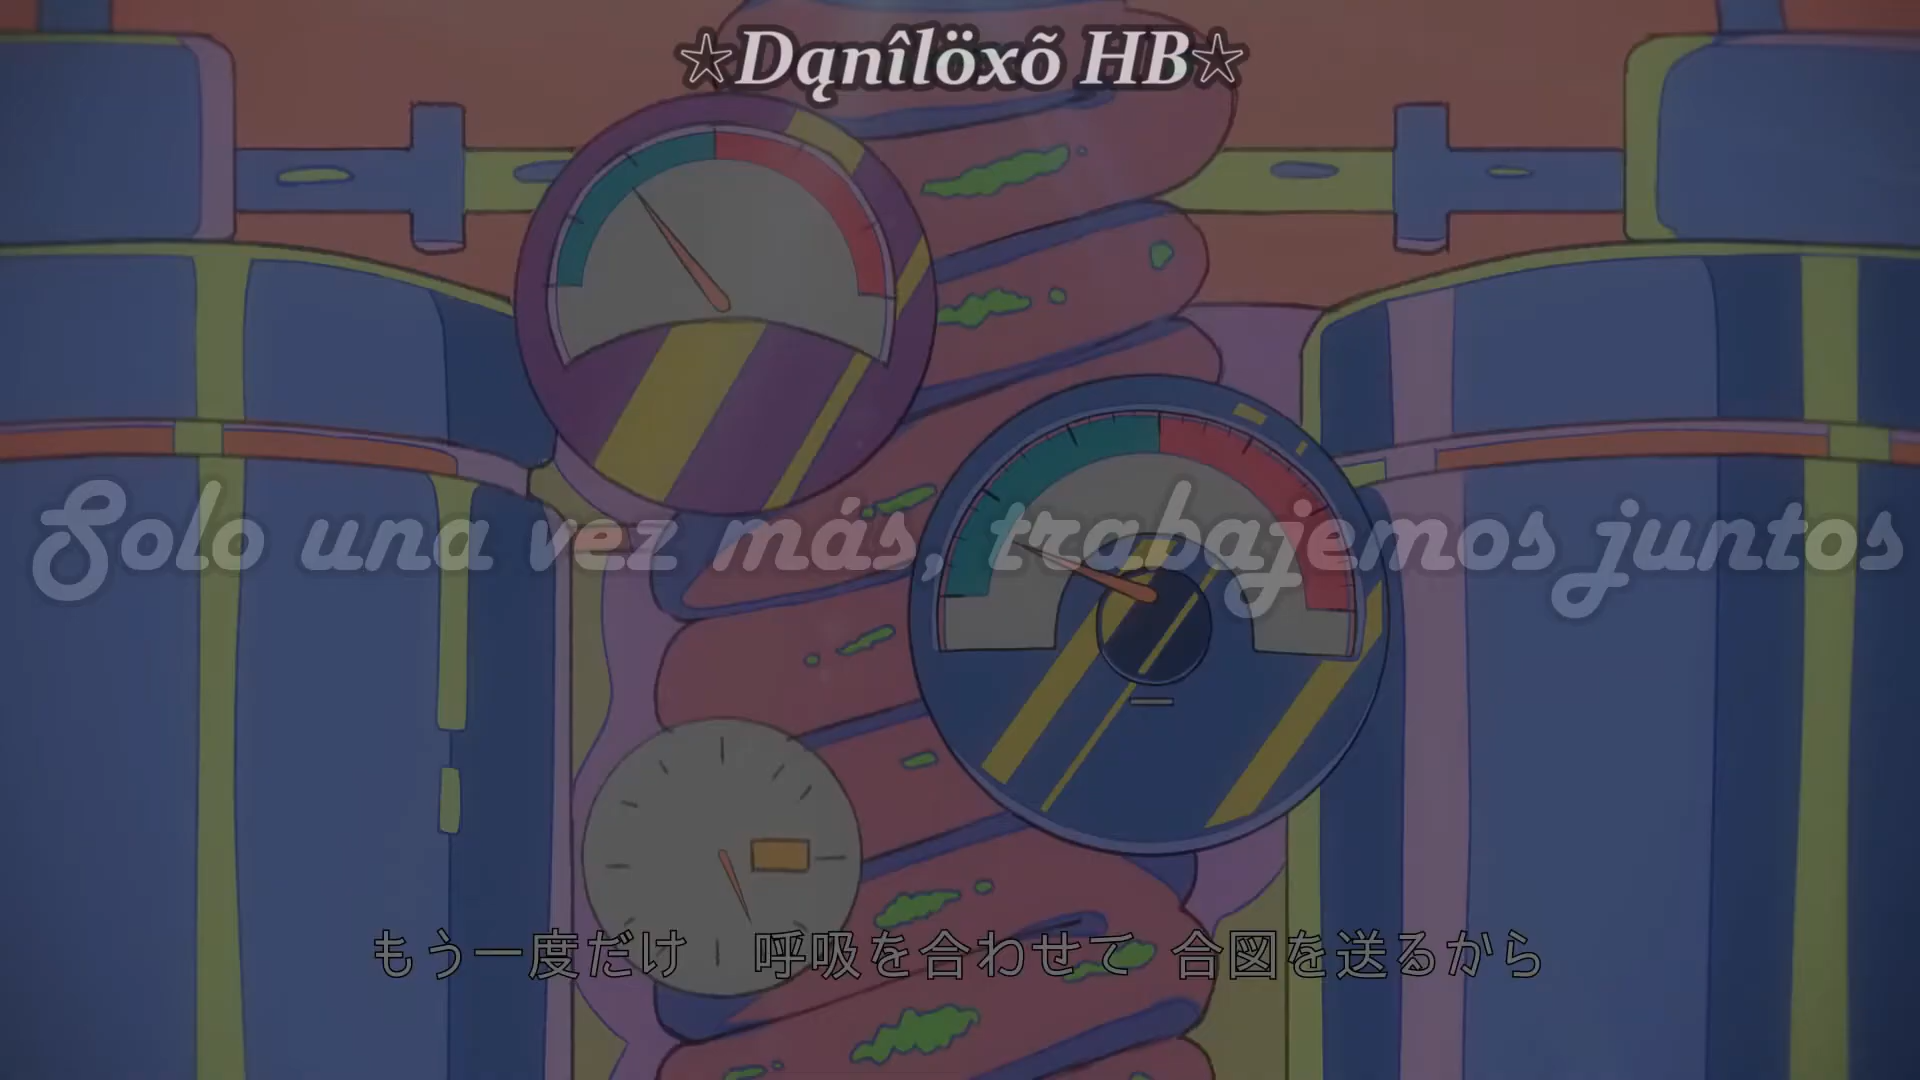 ☆Dąnîlöxõ HB☆
Solo una vez más, trabajemos juntos
もう一度だけ 呼吸を合わせて 合図を送るから